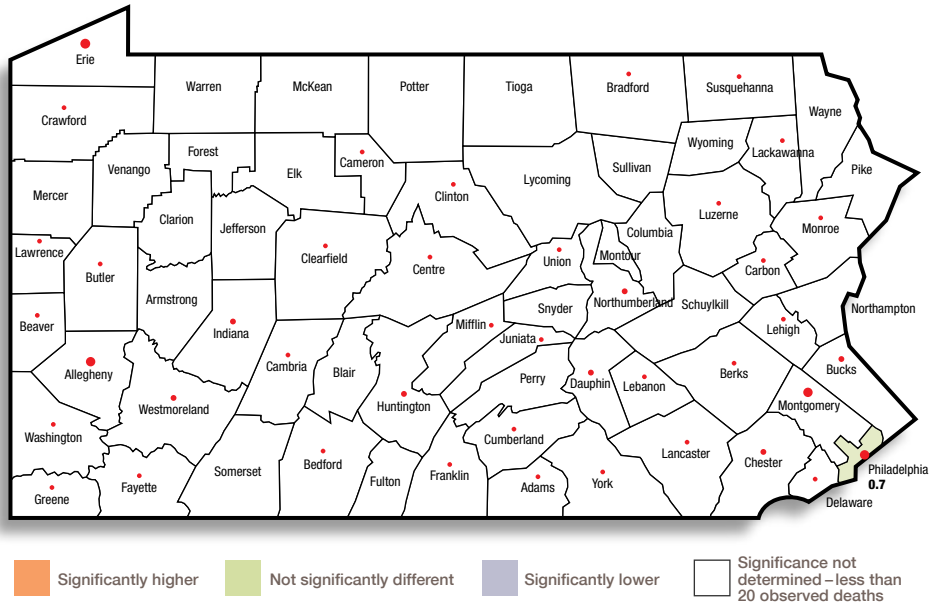 Erie
Warren
McKean
Potter
Tioga
Bradford
Susquehanna
Wayne
Crawford
Venango
Forest
Elk
Cameron
Clinton
Lycoming
Sullivan
Wyoming
Lackawanna
Pike
Mercer
Clarion
Jefferson
Clearfield
Centre
Union
Montour
Columbia
Luzerne
Monroe
Lawrence
Butler
Armstrong
Indiana
Carbon
Northumberland
Snyder
Schuylkill
Northampton
Beaver
Mifflin
Juniata
Lehigh
Allegheny
Cambria
Blair
Huntington
Perry
Dauphin
Lebanon
Berks
Bucks
Westmoreland
Montgomery
Washington
Cumberland
Lancaster
Greene
Fayette
Somerset
Bedford
Fulton
Franklin
Adams
York
Chester
Philadelphia
0.7
Delaware
Significantly higher
Not significantly different
Significantly lower
Significance not
determined – less than
20 observed deaths